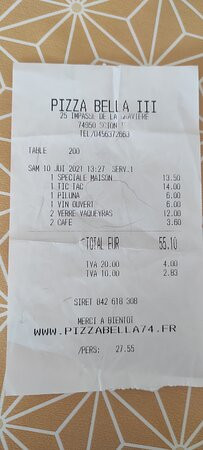 PIZZA BELLA III
25 IMPASSE DE LA
74950
TEL:0456372663
TABLE 200
SAM 10 JUI 2021 13:27 SERV.1
1 SPECIALE MAISON 13.50
1 TIC TAC 14.00
1 PILUNA 6.00
1 VIN OUVERT 6.00
2 VERRE VAQUEYRAS 12.00
2 CAFE 3.60
TOTAL EUR 55.10
TVA 20.00 4.00
TVA 10.00 2.83
SIRET 842 618 308
MERCI A BIENTOT
WWW.PIZZABELLA74.FR
/PERS: 27.55